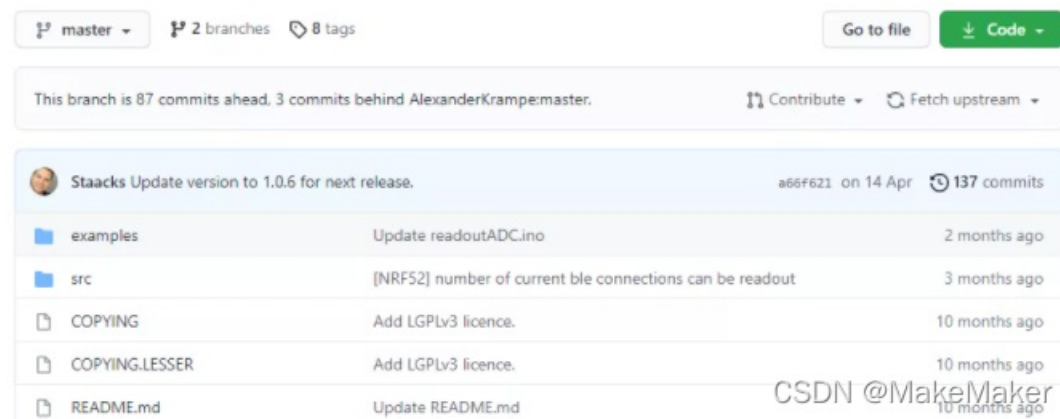 master 2 branches 8 tags Go to file Code
This branch is 87 commits ahead, 3 commits behind AlexanderKrampe:master. Contribute Fetch upstream
Staacks Update version to 1.0.6 for next release. a66f621 on 14 Apr 137 commits
examples Update readoutADC.ino 2 months ago
src [NRF52] number of current ble connections can be readout 3 months ago
COPYING Add LGPLv3 licence. 10 months ago
COPYING.LESSER Add LGPLv3 licence. 10 months ago
README.md Update README.md 10 months ago
CSDN @MakeMaker